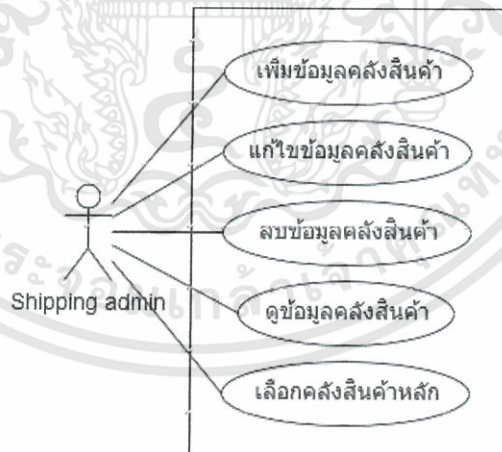 เพิ่มข้อมูลคลังสินค้า
แก้ไขข้อมูลคลังสินค้า
ลบข้อมูลคลังสินค้า
ดูข้อมูลคลังสินค้า
Shipping admin
เลือกคลังสินค้าหลัก